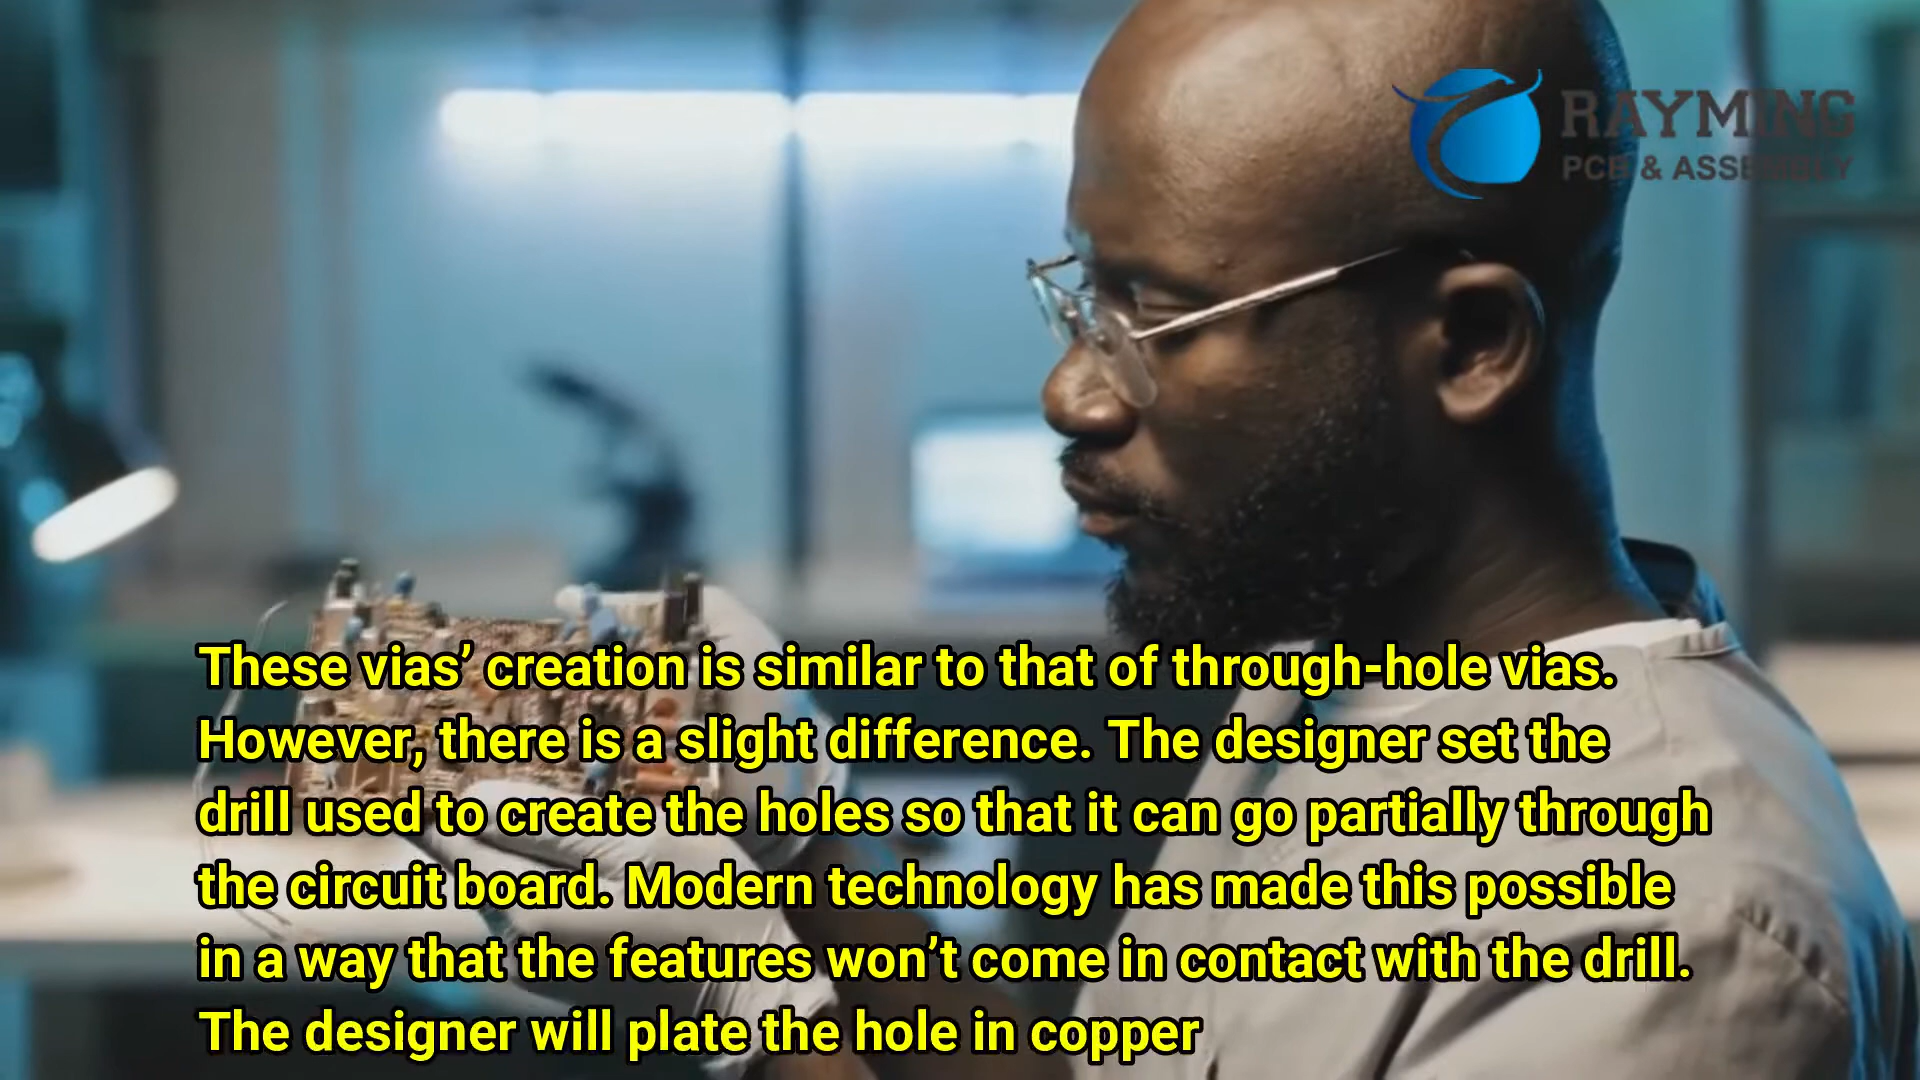 RAYMING
PCB & ASSEMBLY
These vias’ creation is similar to that of through-hole vias.
However, there is a slight difference. The designer set the
drill used to create the holes so that it can go partially through
the circuit board. Modern technology has made this possible
in a way that the features won’t come in contact with the drill.
The designer will plate the hole in copper